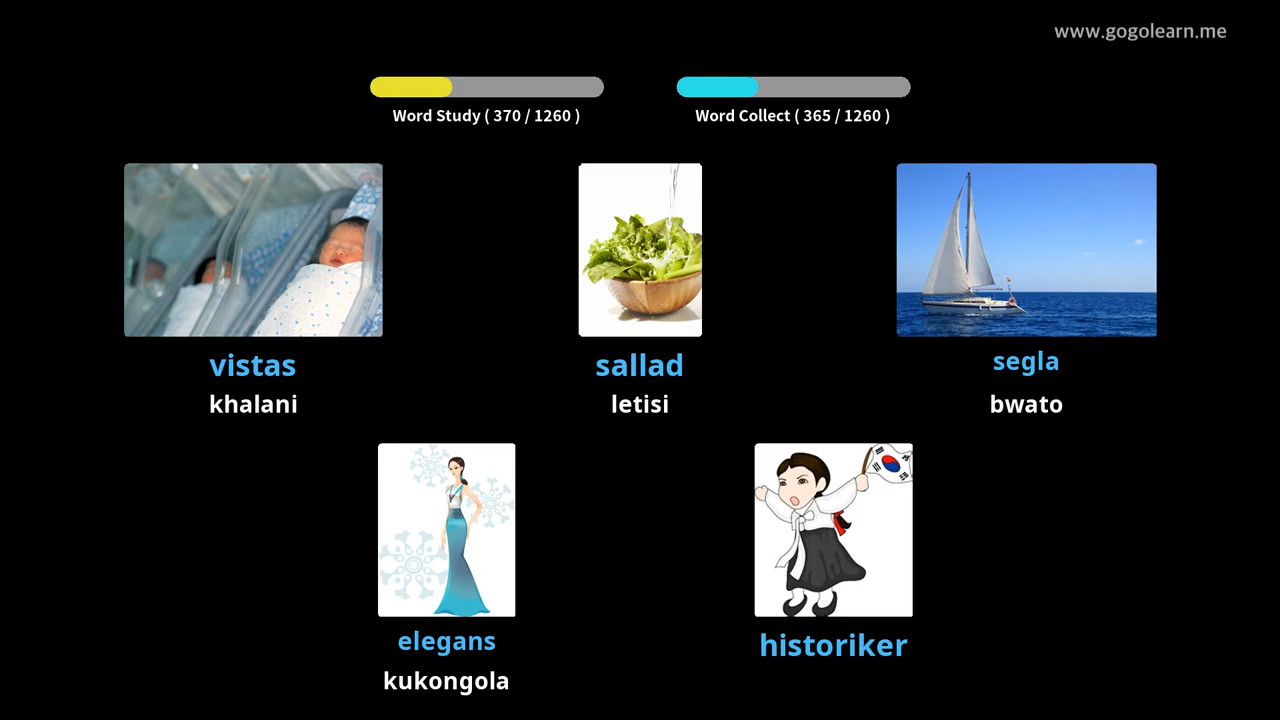 www.gogolearn.me
Word Study ( 370 / 1260 )
Word Collect ( 365 / 1260 )
vistas
khalani
sallad
letisi
segla
bwato
elegans
kukongola
historiker